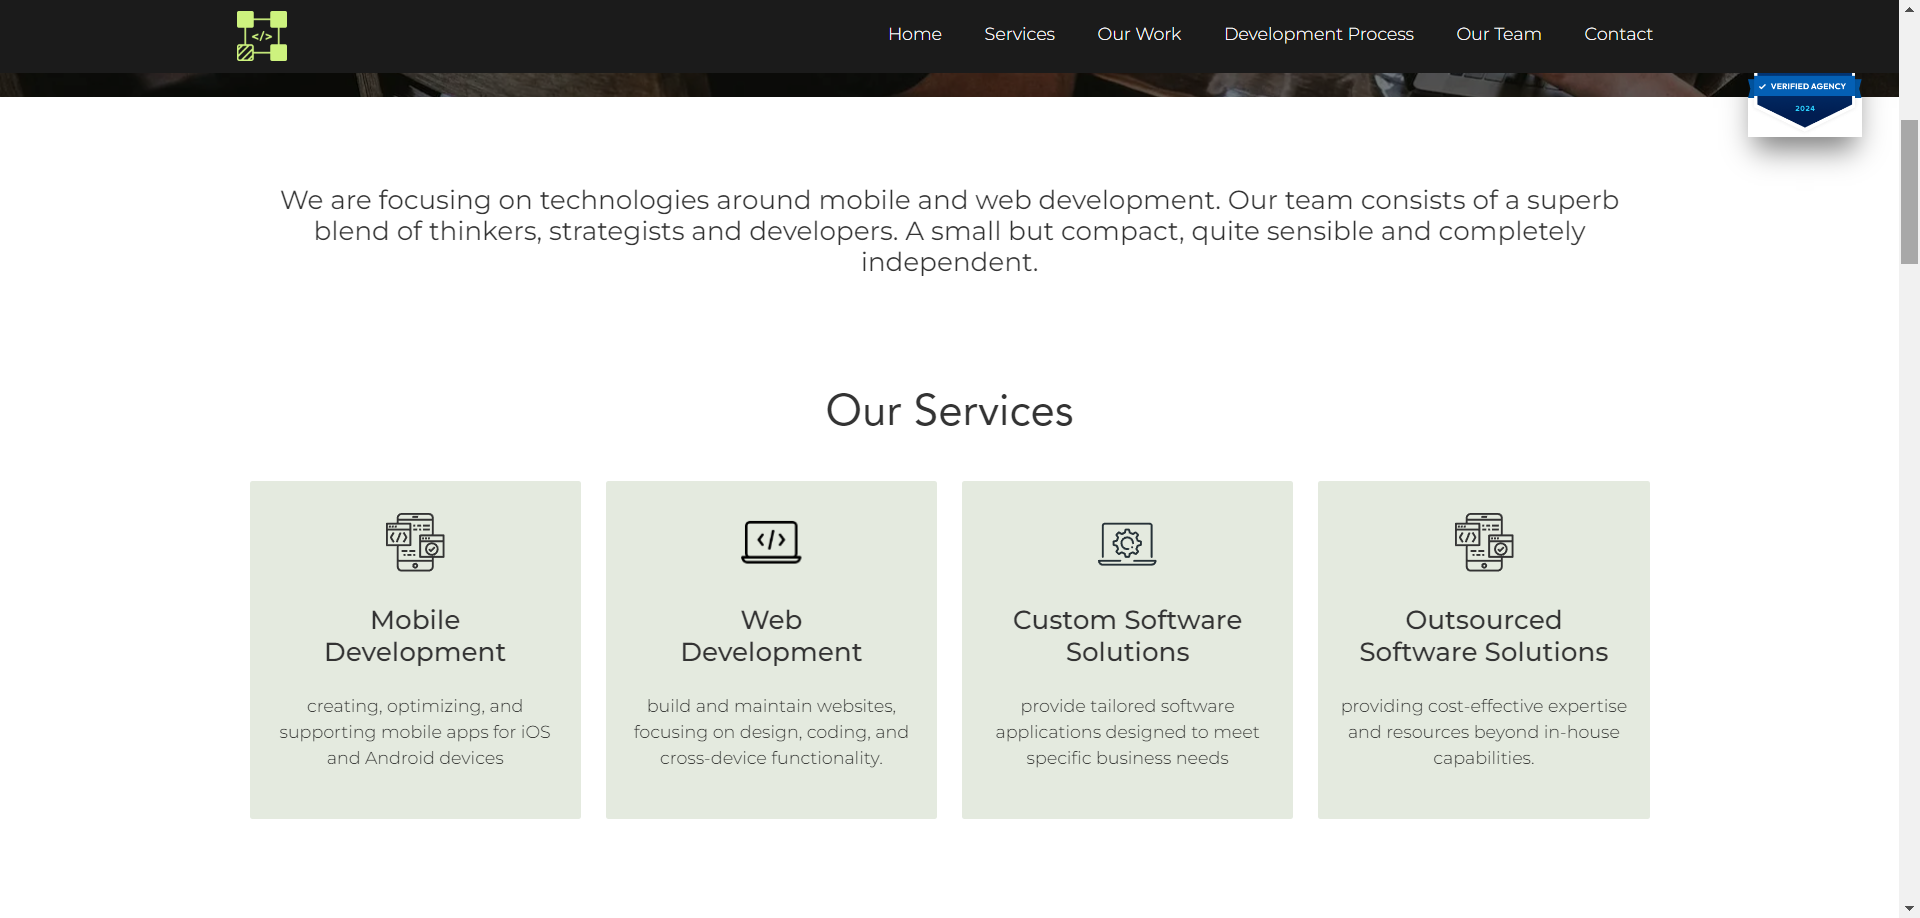 </>
Home Services Our Work Development Process Our Team Contact
VERIFIED AGENCY
2024
We are focusing on technologies around mobile and web development. Our team consists of a superb
blend of thinkers, strategists and developers. A small but compact, quite sensible and completely
independent.
Our Services
Mobile
Development
creating, optimizing, and
supporting mobile apps for iOS
and Android devices
Web
Development
build and maintain websites,
focusing on design, coding, and
cross-device functionality.
Custom Software
Solutions
provide tailored software
applications designed to meet
specific business needs
Outsourced
Software Solutions
providing cost-effective expertise
and resources beyond in-house
capabilities.